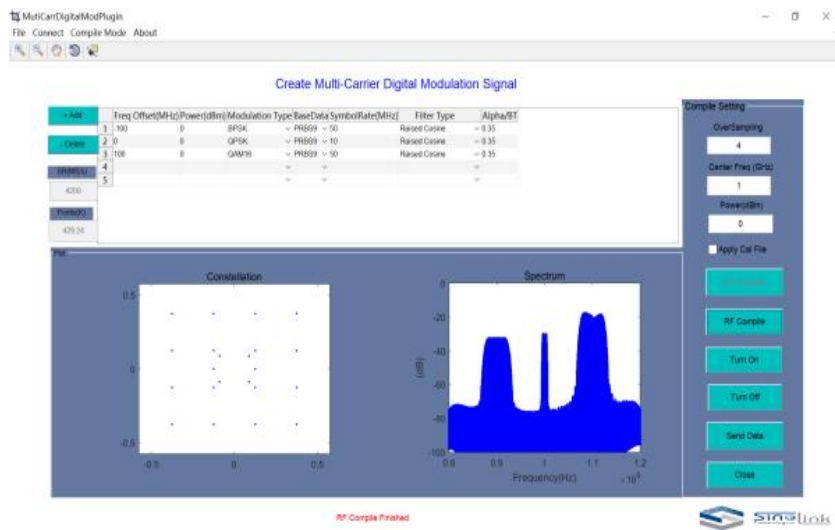 MutiCarrDigitalModPlugin
File Connect Compile Mode About
Create Multi-Carrier Digital Modulation Signal
+ Add
- Delete
4200
Points(K)
439.24
Freq Offset(MHz) Power(dBm) Modulation Type BaseData SymbolRate(MHz) Filter Type Alpha/BT
1 -100 0 BPSK PRBS9 50 Raised Cosine 0.35
2 0 0 QPSK PRBS9 10 Raised Cosine 0.35
3 100 0 QAM16 PRBS9 50 Raised Cosine 0.35
4
5
Compile Setting
OverSampling
4
Center Freq (GHz)
1
Power(dBm)
0
Apply Cal File
RF Compile
Turn On
Turn Off
Send Data
Close
Plot
Constellation
0.5
0
-0.5
-0.5 0 0.5
Spectrum
(dB)
0
-20
-40
-60
-80
-100
0.8 0.9 1 1.1 1.2
Frequency(Hz) ×10⁹
RF Compile Finished
SINOLink